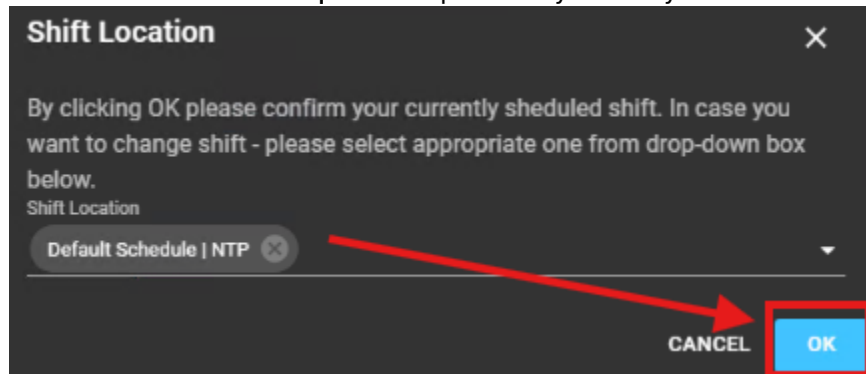 Shift Location
By clicking OK please confirm your currently sheduled shift. In case you
want to change shift - please select appropriate one from drop-down box
below.
Shift Location
Default Schedule | NTP
CANCEL OK